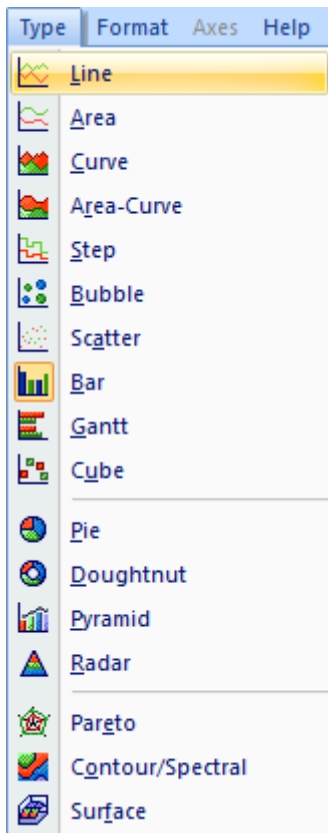 Type Format Axes Help
Line
Area
Curve
Area-Curve
Step
Bubble
Scatter
Bar
Gantt
Cube
Pie
Doughtnut
Pyramid
Radar
Pareto
Contour/Spectral
Surface